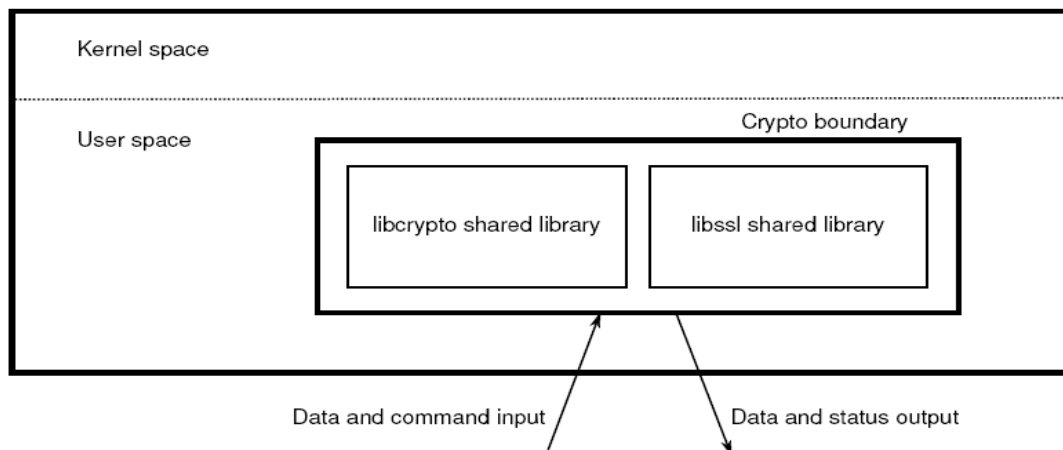 Kernel space
Crypto boundary
User space
libcrypto shared library
libssl shared library
Data and command input
Data and status output